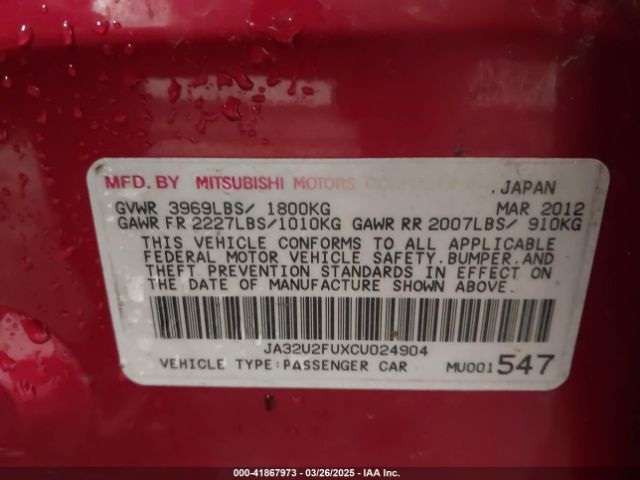 MFD. BY MITSUBISHI MOTORS CORPORATION, JAPAN
GVWR 3969LBS/ 1800KG MAR 2012
GAWR FR 2227LBS/1010KG GAWR RR 2007LBS/ 910KG
THIS VEHICLE CONFORMS TO ALL APPLICABLE
FEDERAL MOTOR VEHICLE SAFETY,BUMPER,AND
THEFT PREVENTION STANDARDS IN EFFECT ON
THE DATE OF MANUFACTURE SHOWN ABOVE.
JA32U2FUXCU024904
VEHICLE TYPE:PASSENGER CAR MU001547
000-41867973 | 03/26/2025 - IAA Inc.